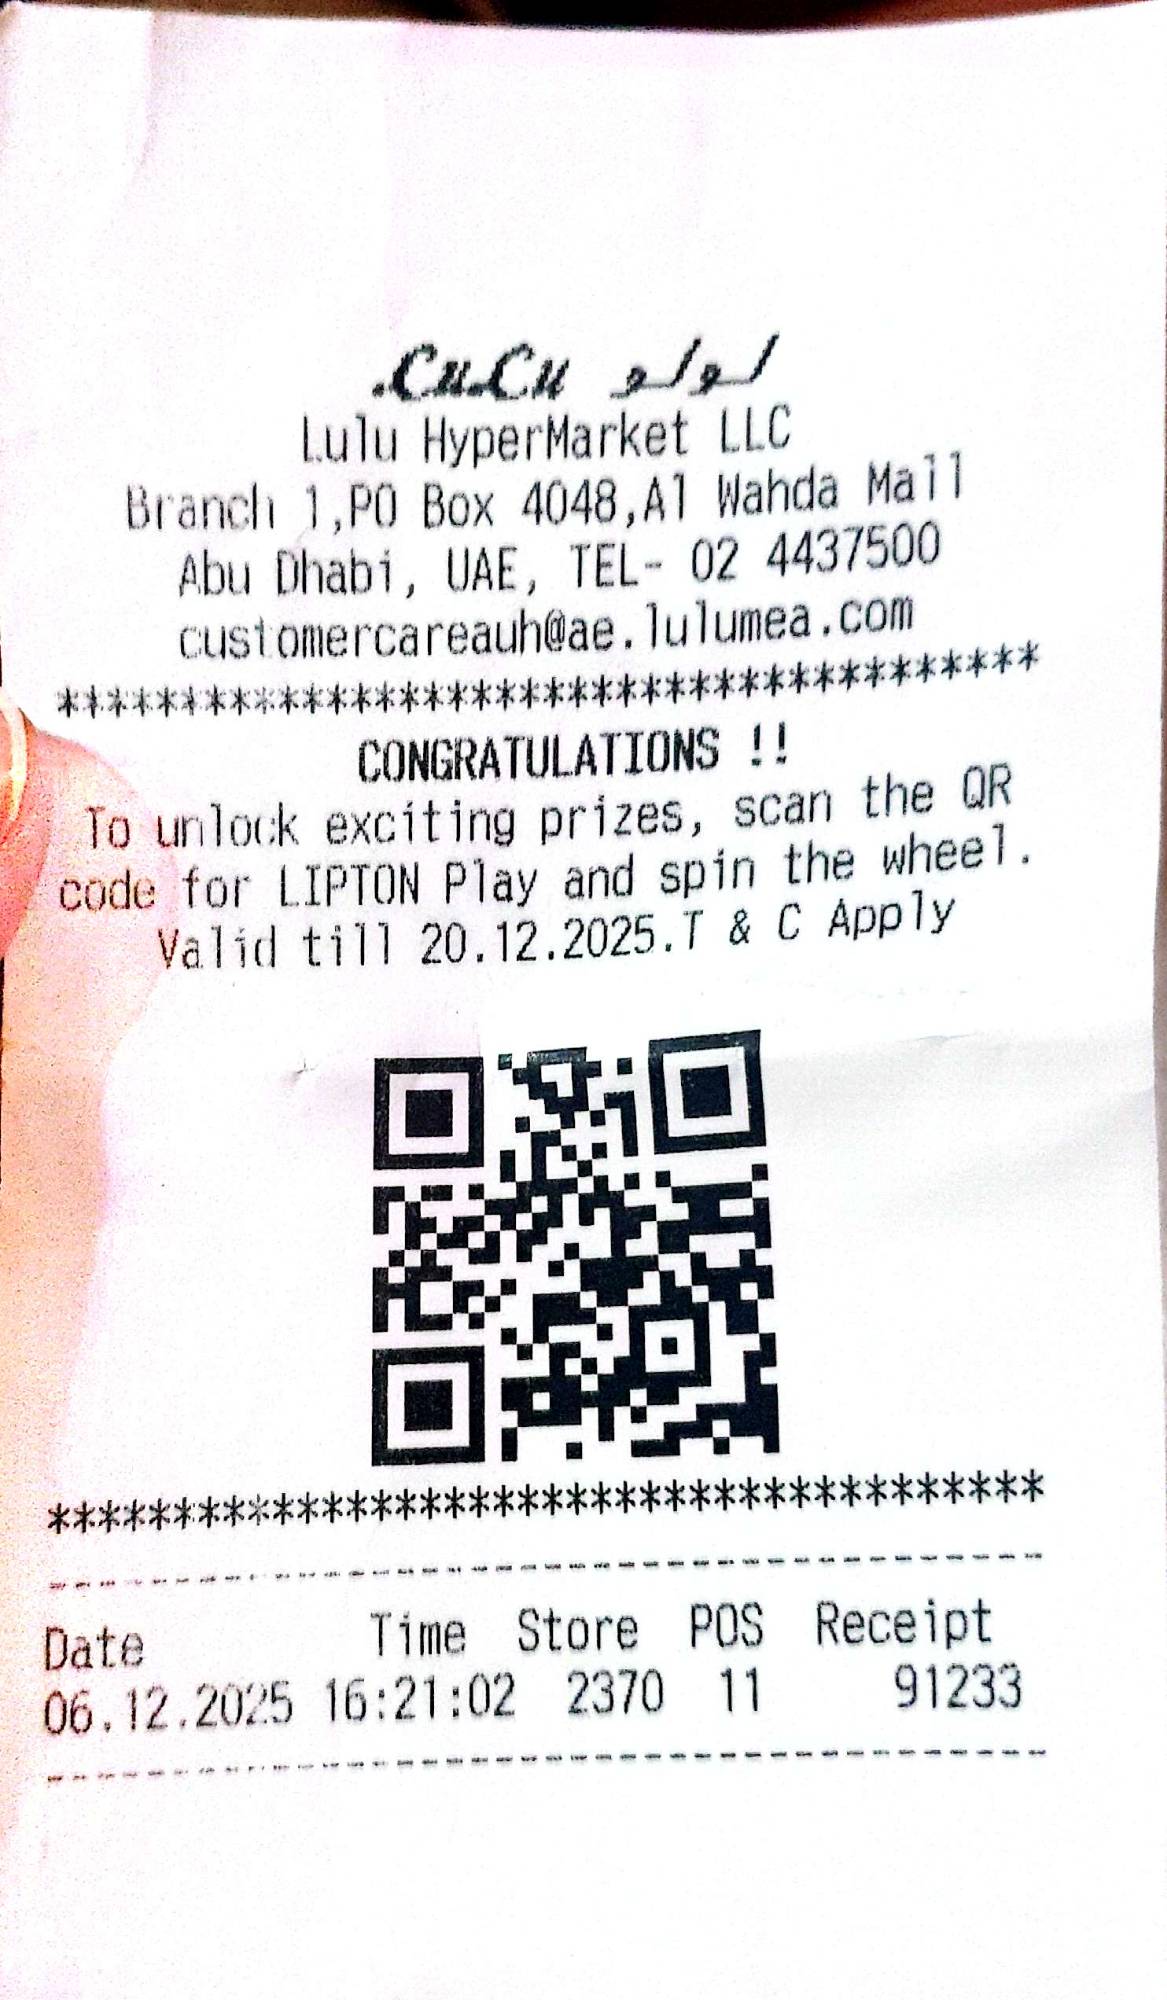 LuLu لولو
Lulu HyperMarket LLC
Branch 1,PO Box 4048,Al Wahda Mall
Abu Dhabi, UAE, TEL- 02 4437500
customercareauh@ae.lulumea.com
****************************************
CONGRATULATIONS !!
To unlock exciting prizes, scan the QR
code for LIPTON Play and spin the wheel.
Valid till 20.12.2025.T & C Apply
****************************************
----------------------------------------
Date Time Store POS Receipt
06.12.2025 16:21:02 2370 11 91233
----------------------------------------